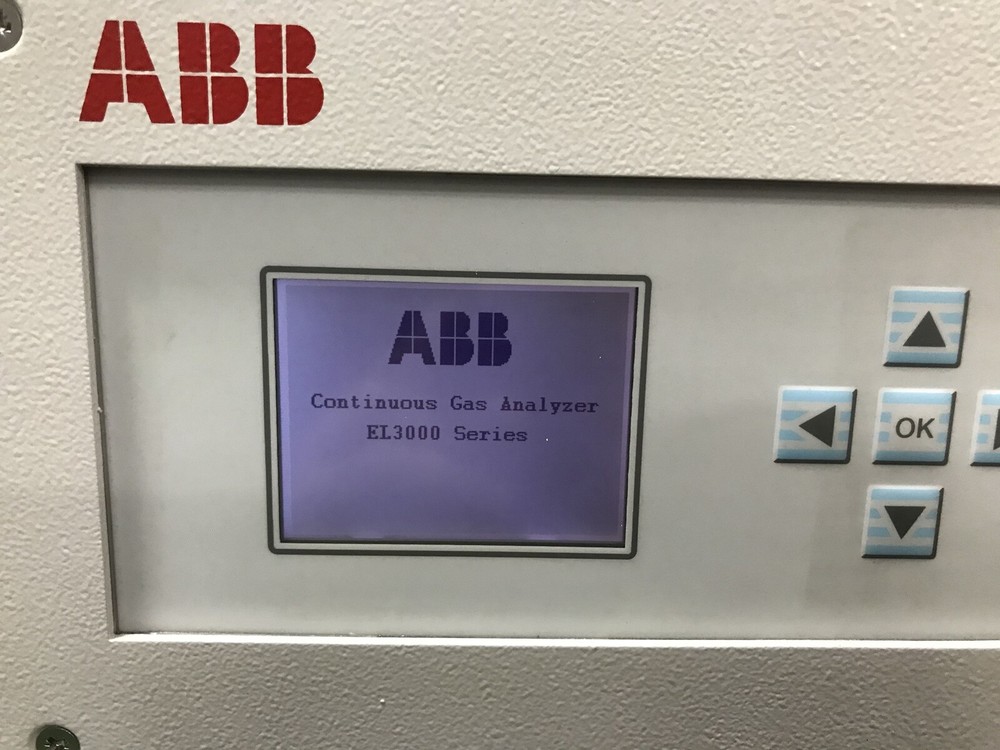 ABB
ABB
Continuous Gas Analyzer
EL3000 Series
OK